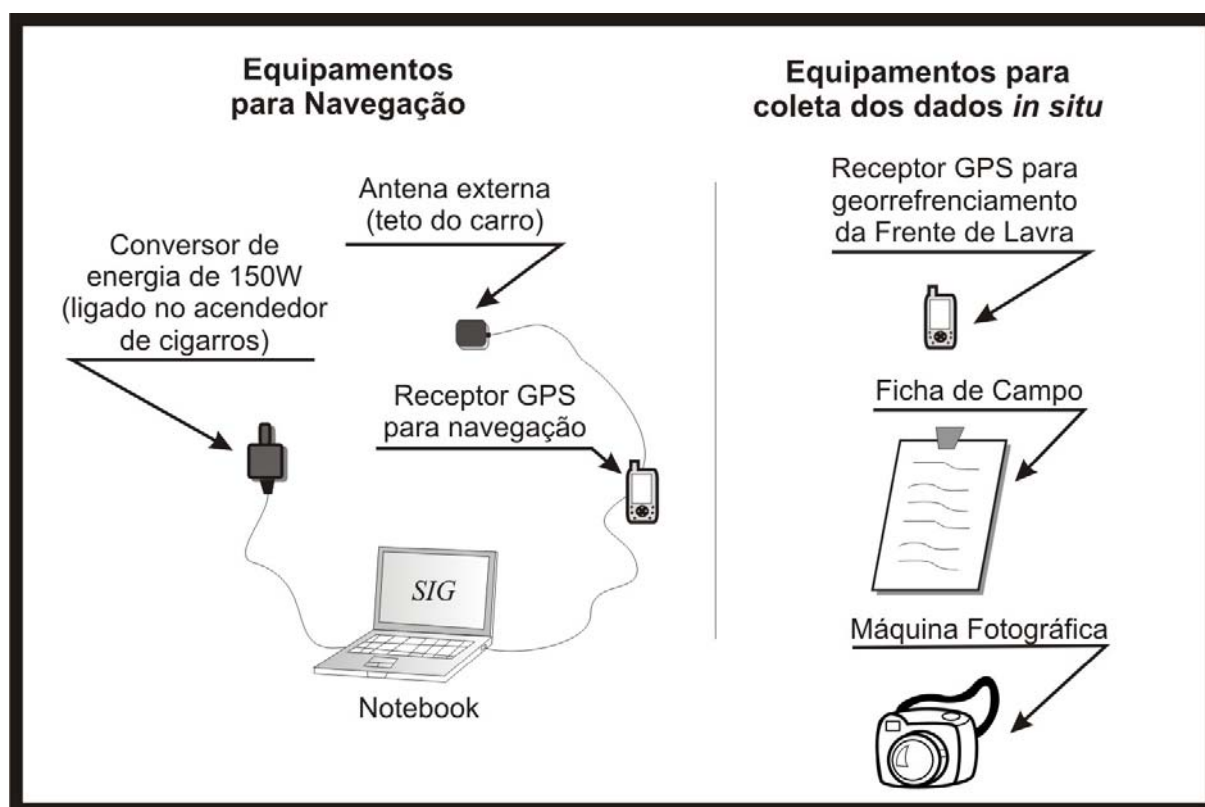 Equipamentos
para Navegação
Antena externa
(teto do carro)
Conversor de
energia de 150W
(ligado no acendedor
de cigarros)
Receptor GPS
para navegação
SIG
Notebook
Equipamentos para
coleta dos dados in situ
Receptor GPS para
georrefrenciamento
da Frente de Lavra
Ficha de Campo
Máquina Fotográfica